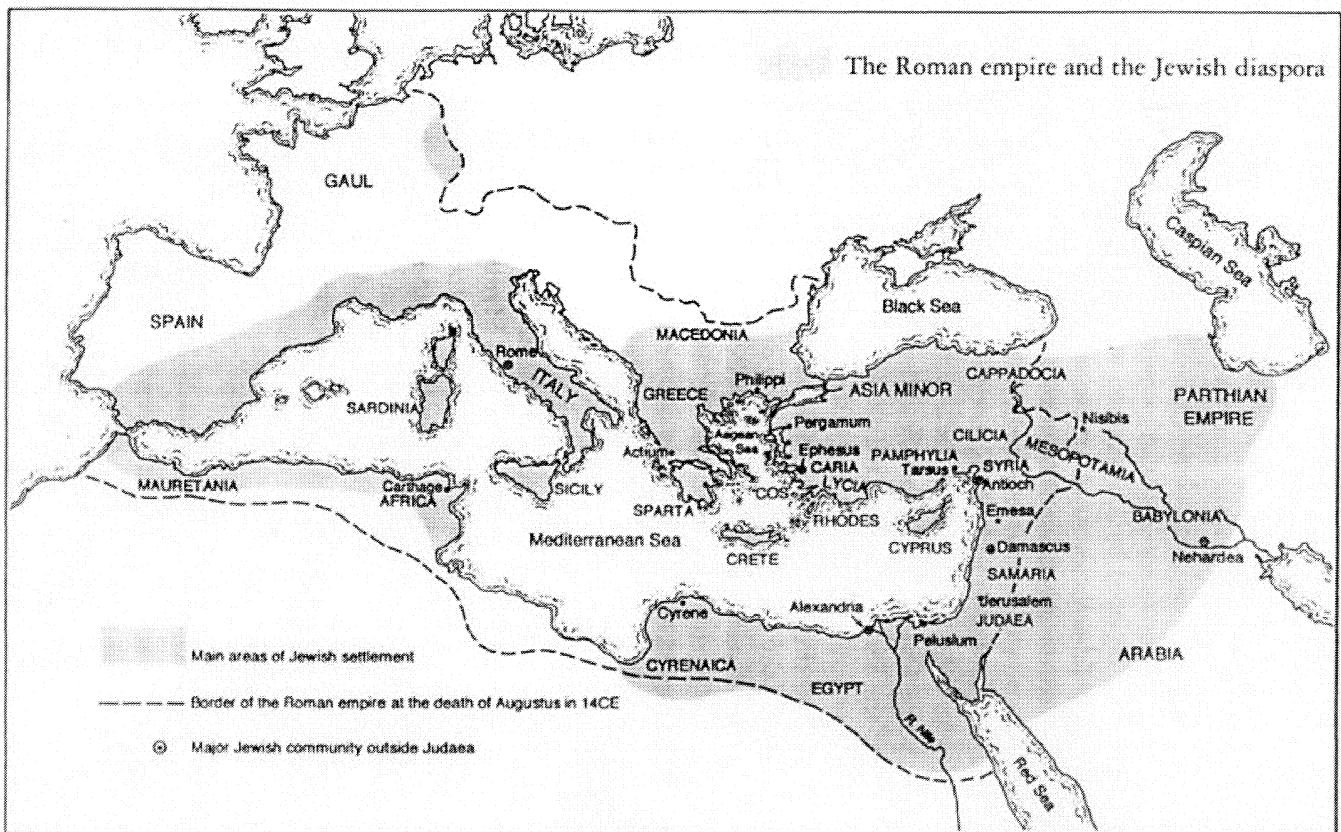 The Roman empire and the Jewish diaspora
GAUL
Caspian Sea
Black Sea
SPAIN
MACEDONIA
Rome
ITALY
CAPPADOCIA
Philippi
ASIA MINOR
PARTHIAN
EMPIRE
GREECE
SARDINIA
Pergamum
Nisibis
Aegean
Sea
CILICIA
MESOPOTAMIA
Actium
Ephesus
PAMPHYLIA
CARIA
Tarsus
SYRIA
LYCIA
Antioch
MAURETANIA
Carthage
AFRICA
SICILY
COS
SPARTA
RHODES
Emesa
BABYLONIA
Mediterranean Sea
CRETE
CYPRUS
Damascus
Nehardea
SAMARIA
Cyrene
Alexandria
Jerusalem
JUDAEA
Pelusium
ARABIA
CYRENAICA
EGYPT
R. Nile
Red Sea
Main areas of Jewish settlement
Border of the Roman empire at the death of Augustus in 14CE
Major Jewish community outside Judaea